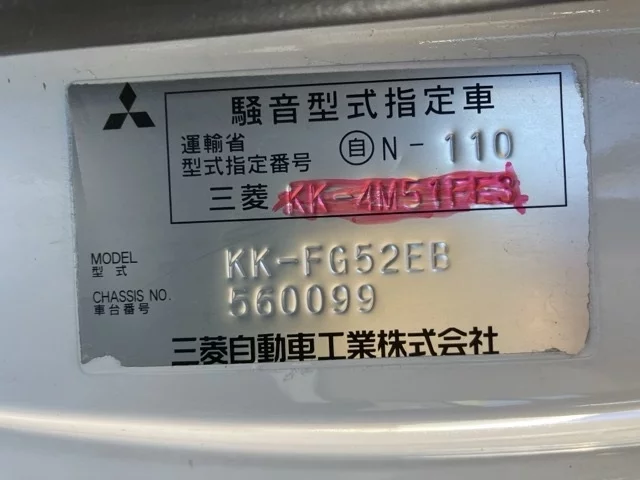 騒音型式指定車
運輸省
型式指定番号 自 N-110
三菱
MODEL
型式 KK-FG52EB
CHASSIS NO.
車台番号 560099
三菱自動車工業株式会社